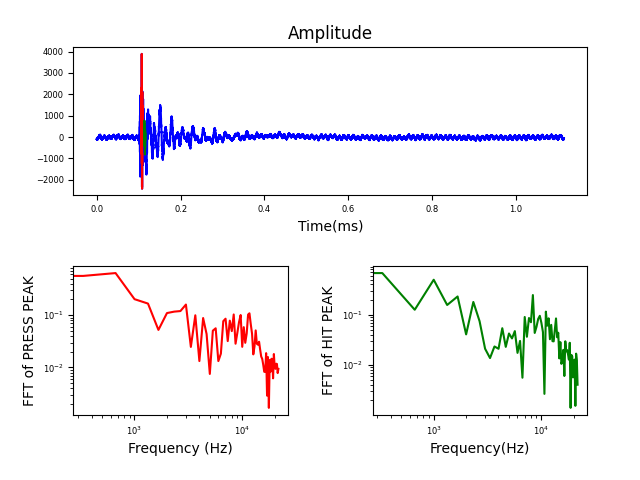 Amplitude
4000
3000
2000
1000
0
−1000
−2000
0.0 0.2 0.4 0.6 0.8 1.0
Time(ms)
FFT of PRESS PEAK
10⁻¹
10⁻²
10³ 10⁴
Frequency (Hz)
FFT of HIT PEAK
10⁻¹
10⁻²
10³ 10⁴
Frequency(Hz)